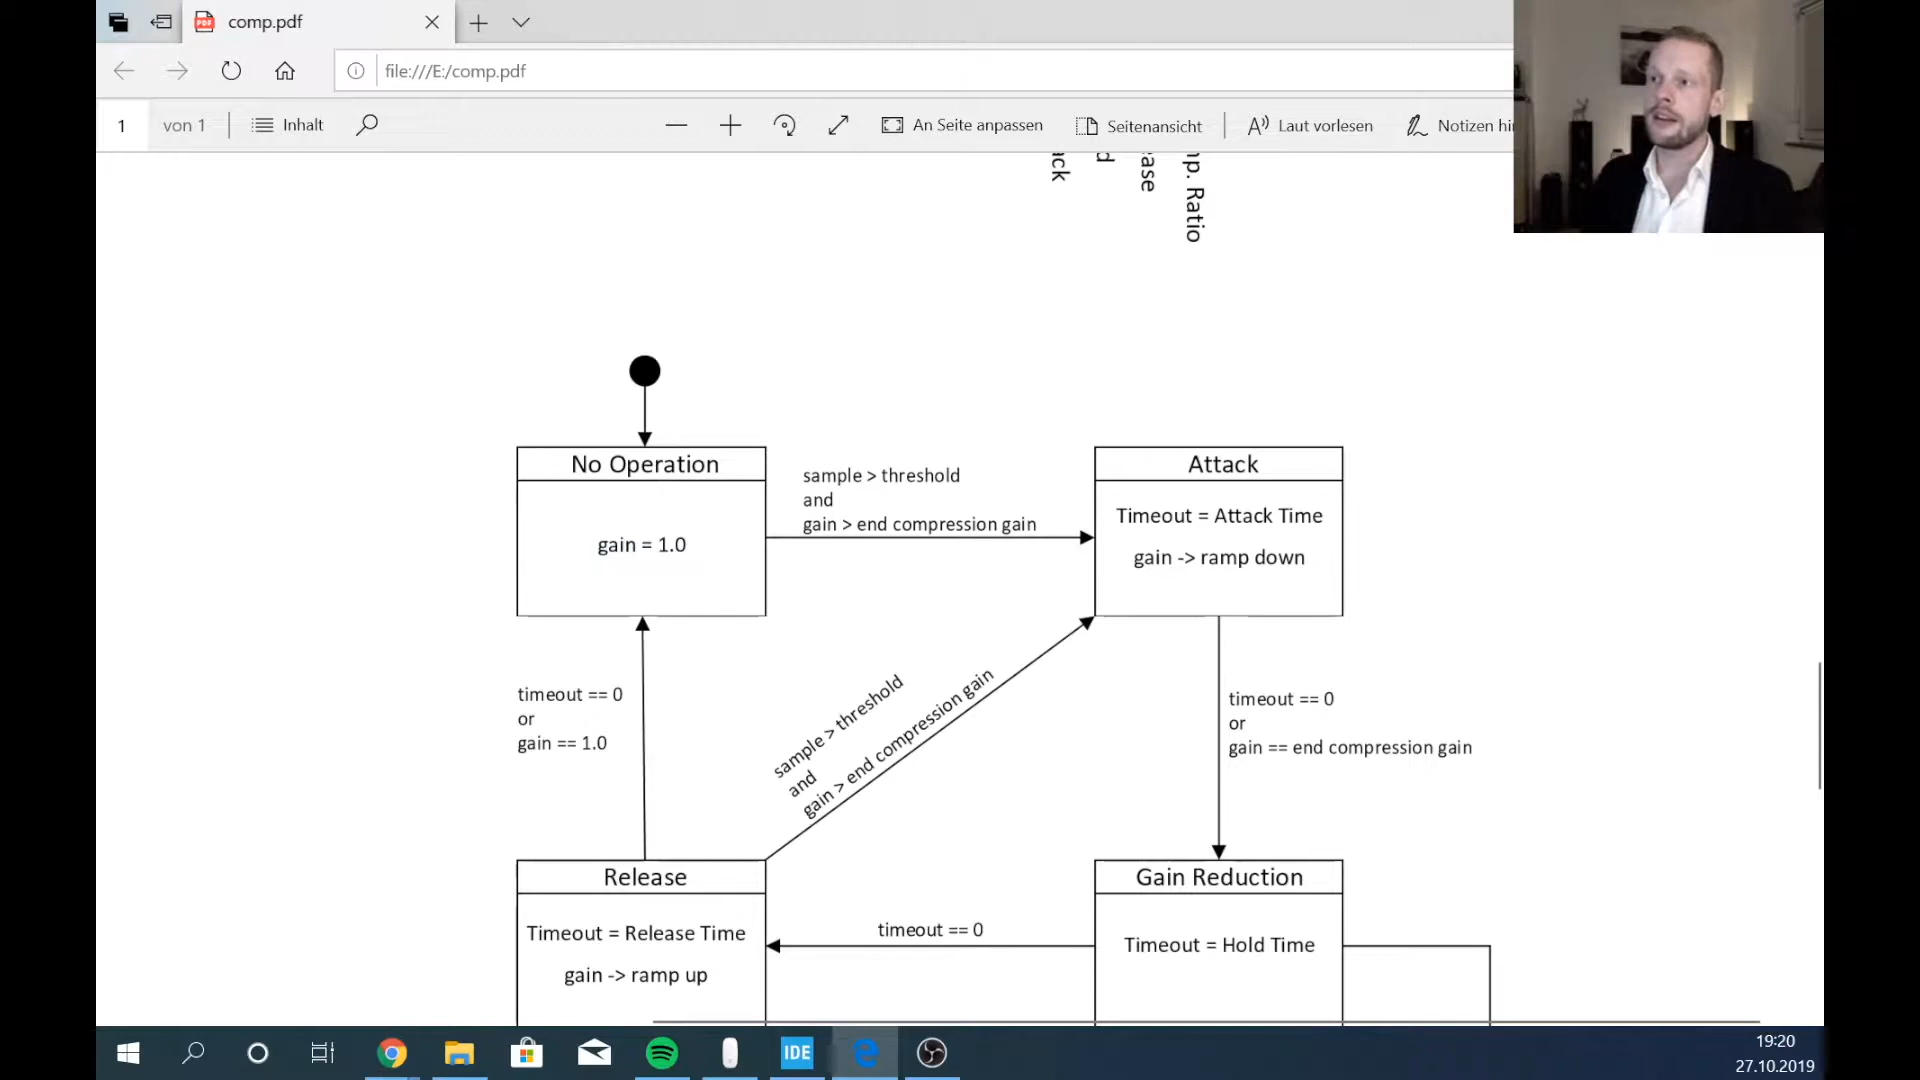 comp.pdf
file:///E:/comp.pdf
1 von 1
Inhalt
An Seite anpassen
Seitenansicht
Laut vorlesen
Notizen
Ratio
No Operation
gain = 1.0
sample > threshold
and
gain > end compression gain
Attack
Timeout = Attack Time
gain -> ramp down
timeout == 0
or
gain == 1.0
sample > threshold
and
gain > end compression gain
timeout == 0
or
gain == end compression gain
Release
Timeout = Release Time
gain -> ramp up
timeout == 0
Gain Reduction
Timeout = Hold Time
IDE
19:20
27.10.2019